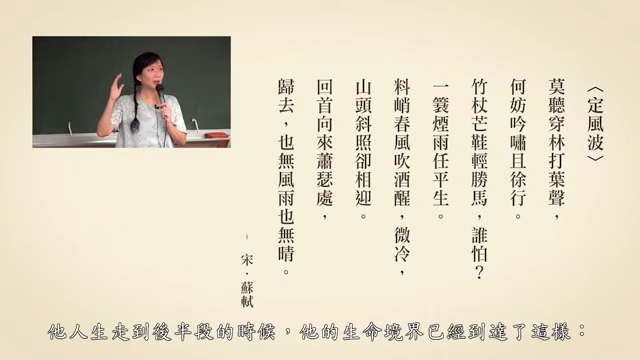 〈定風波〉
莫聽穿林打葉聲，
何妨吟嘯且徐行。
竹杖芒鞋輕勝馬，誰怕？
一簑煙雨任平生。
料峭春風吹酒醒，微冷，
山頭斜照卻相迎。
回首向來蕭瑟處，
歸去，也無風雨也無晴。
- 宋．蘇軾
他人生走到後半段的時候，他的生命境界已經到達了這樣：